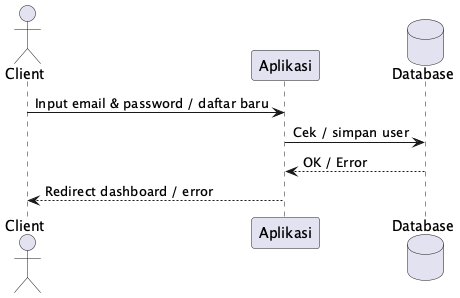 Client
Aplikasi
Database
Input email & password / daftar baru
Cek / simpan user
OK / Error
Redirect dashboard / error
Client
Aplikasi
Database